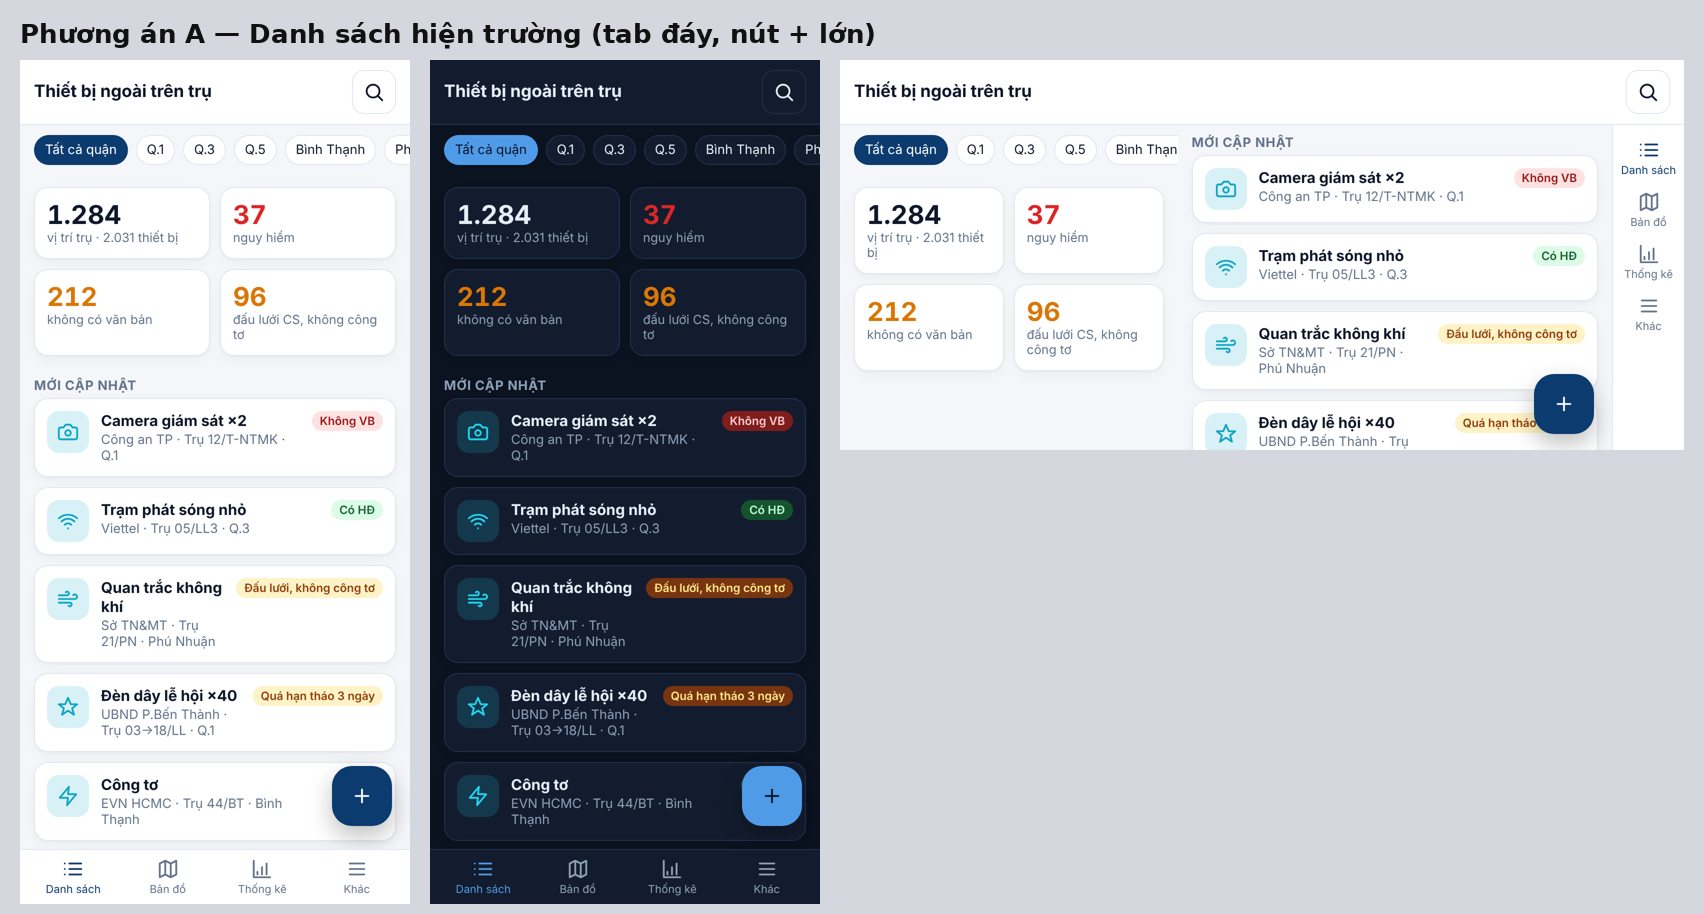 Phương án A — Danh sách hiện trường (tab đáy, nút + lớn)
Thiết bị ngoài trên trụ
Tất cả quận Q.1 Q.3 Q.5 Bình Thạnh Ph
1.284
vị trí trụ · 2.031 thiết bị
37
nguy hiểm
212
không có văn bản
96
đấu lưới CS, không công
tơ
MỚI CẬP NHẬT
Camera giám sát ×2
Không VB
Công an TP · Trụ 12/T-NTMK ·
Q.1
Trạm phát sóng nhỏ
Có HĐ
Viettel · Trụ 05/LL3 · Q.3
Quan trắc không
khí
Đấu lưới, không công tơ
Sở TN&MT · Trụ
21/PN · Phú Nhuận
Đèn dây lễ hội ×40
Quá hạn tháo 3 ngày
UBND P.Bến Thành ·
Trụ 03→18/LL · Q.1
Công tơ
EVN HCMC · Trụ 44/BT · Bình
Thạnh
+
Danh sách Bản đồ Thống kê Khác
Thiết bị ngoài trên trụ
Tất cả quận Q.1 Q.3 Q.5 Bình Thạnh Ph
1.284
vị trí trụ · 2.031 thiết bị
37
nguy hiểm
212
không có văn bản
96
đấu lưới CS, không công
tơ
MỚI CẬP NHẬT
Camera giám sát ×2
Không VB
Công an TP · Trụ 12/T-NTMK ·
Q.1
Trạm phát sóng nhỏ
Có HĐ
Viettel · Trụ 05/LL3 · Q.3
Quan trắc không
khí
Đấu lưới, không công tơ
Sở TN&MT · Trụ
21/PN · Phú Nhuận
Đèn dây lễ hội ×40
Quá hạn tháo 3 ngày
UBND P.Bến Thành ·
Trụ 03→18/LL · Q.1
Công tơ
EVN HCMC · Trụ 44/BT · Bình
Thạnh
+
Danh sách Bản đồ Thống kê Khác
Thiết bị ngoài trên trụ
Tất cả quận Q.1 Q.3 Q.5 Bình Thạn
1.284
vị trí trụ · 2.031 thiết
bị
37
nguy hiểm
212
không có văn bản
96
đấu lưới CS, không
công tơ
MỚI CẬP NHẬT
Camera giám sát ×2
Không VB
Công an TP · Trụ 12/T-NTMK · Q.1
Trạm phát sóng nhỏ
Có HĐ
Viettel · Trụ 05/LL3 · Q.3
Quan trắc không khí
Đấu lưới, không công tơ
Sở TN&MT · Trụ 21/PN ·
Phú Nhuận
Đèn dây lễ hội ×40
Quá hạn tháo
UBND P.Bến Thành · Trụ
+
Danh sách
Bản đồ
Thống kê
Khác